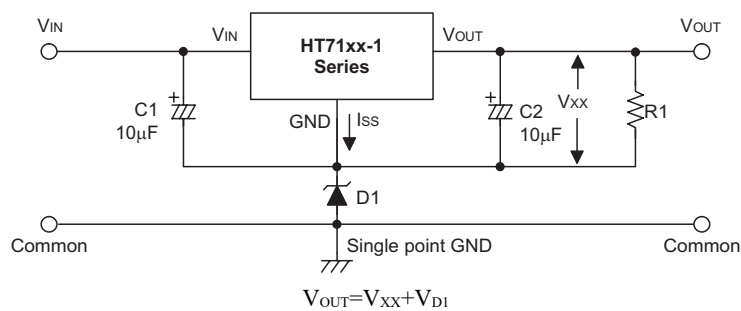 VIN
VOUT
VIN
HT71xx-1
Series
VOUT
C1
10μF
GND
ISS
C2
10μF
VXX
R1
D1
Common
Single point GND
Common
VOUT=VXX+VD1